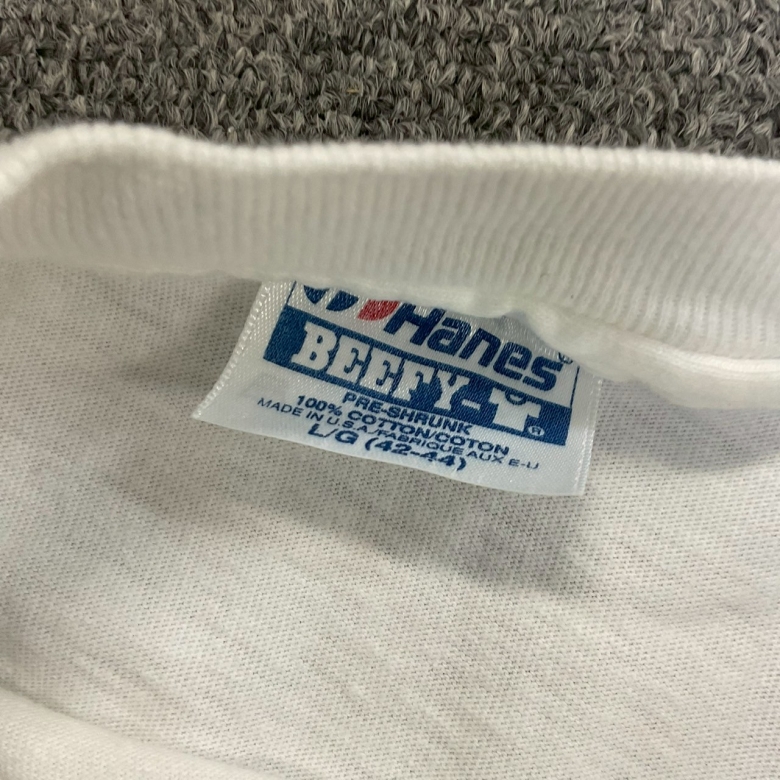 Hanes
BEEFY-T®
PRE-SHRUNK
100% COTTON/COTON
MADE IN U.S.A/FABRIQUE AUX E-U
L/G (42-44)